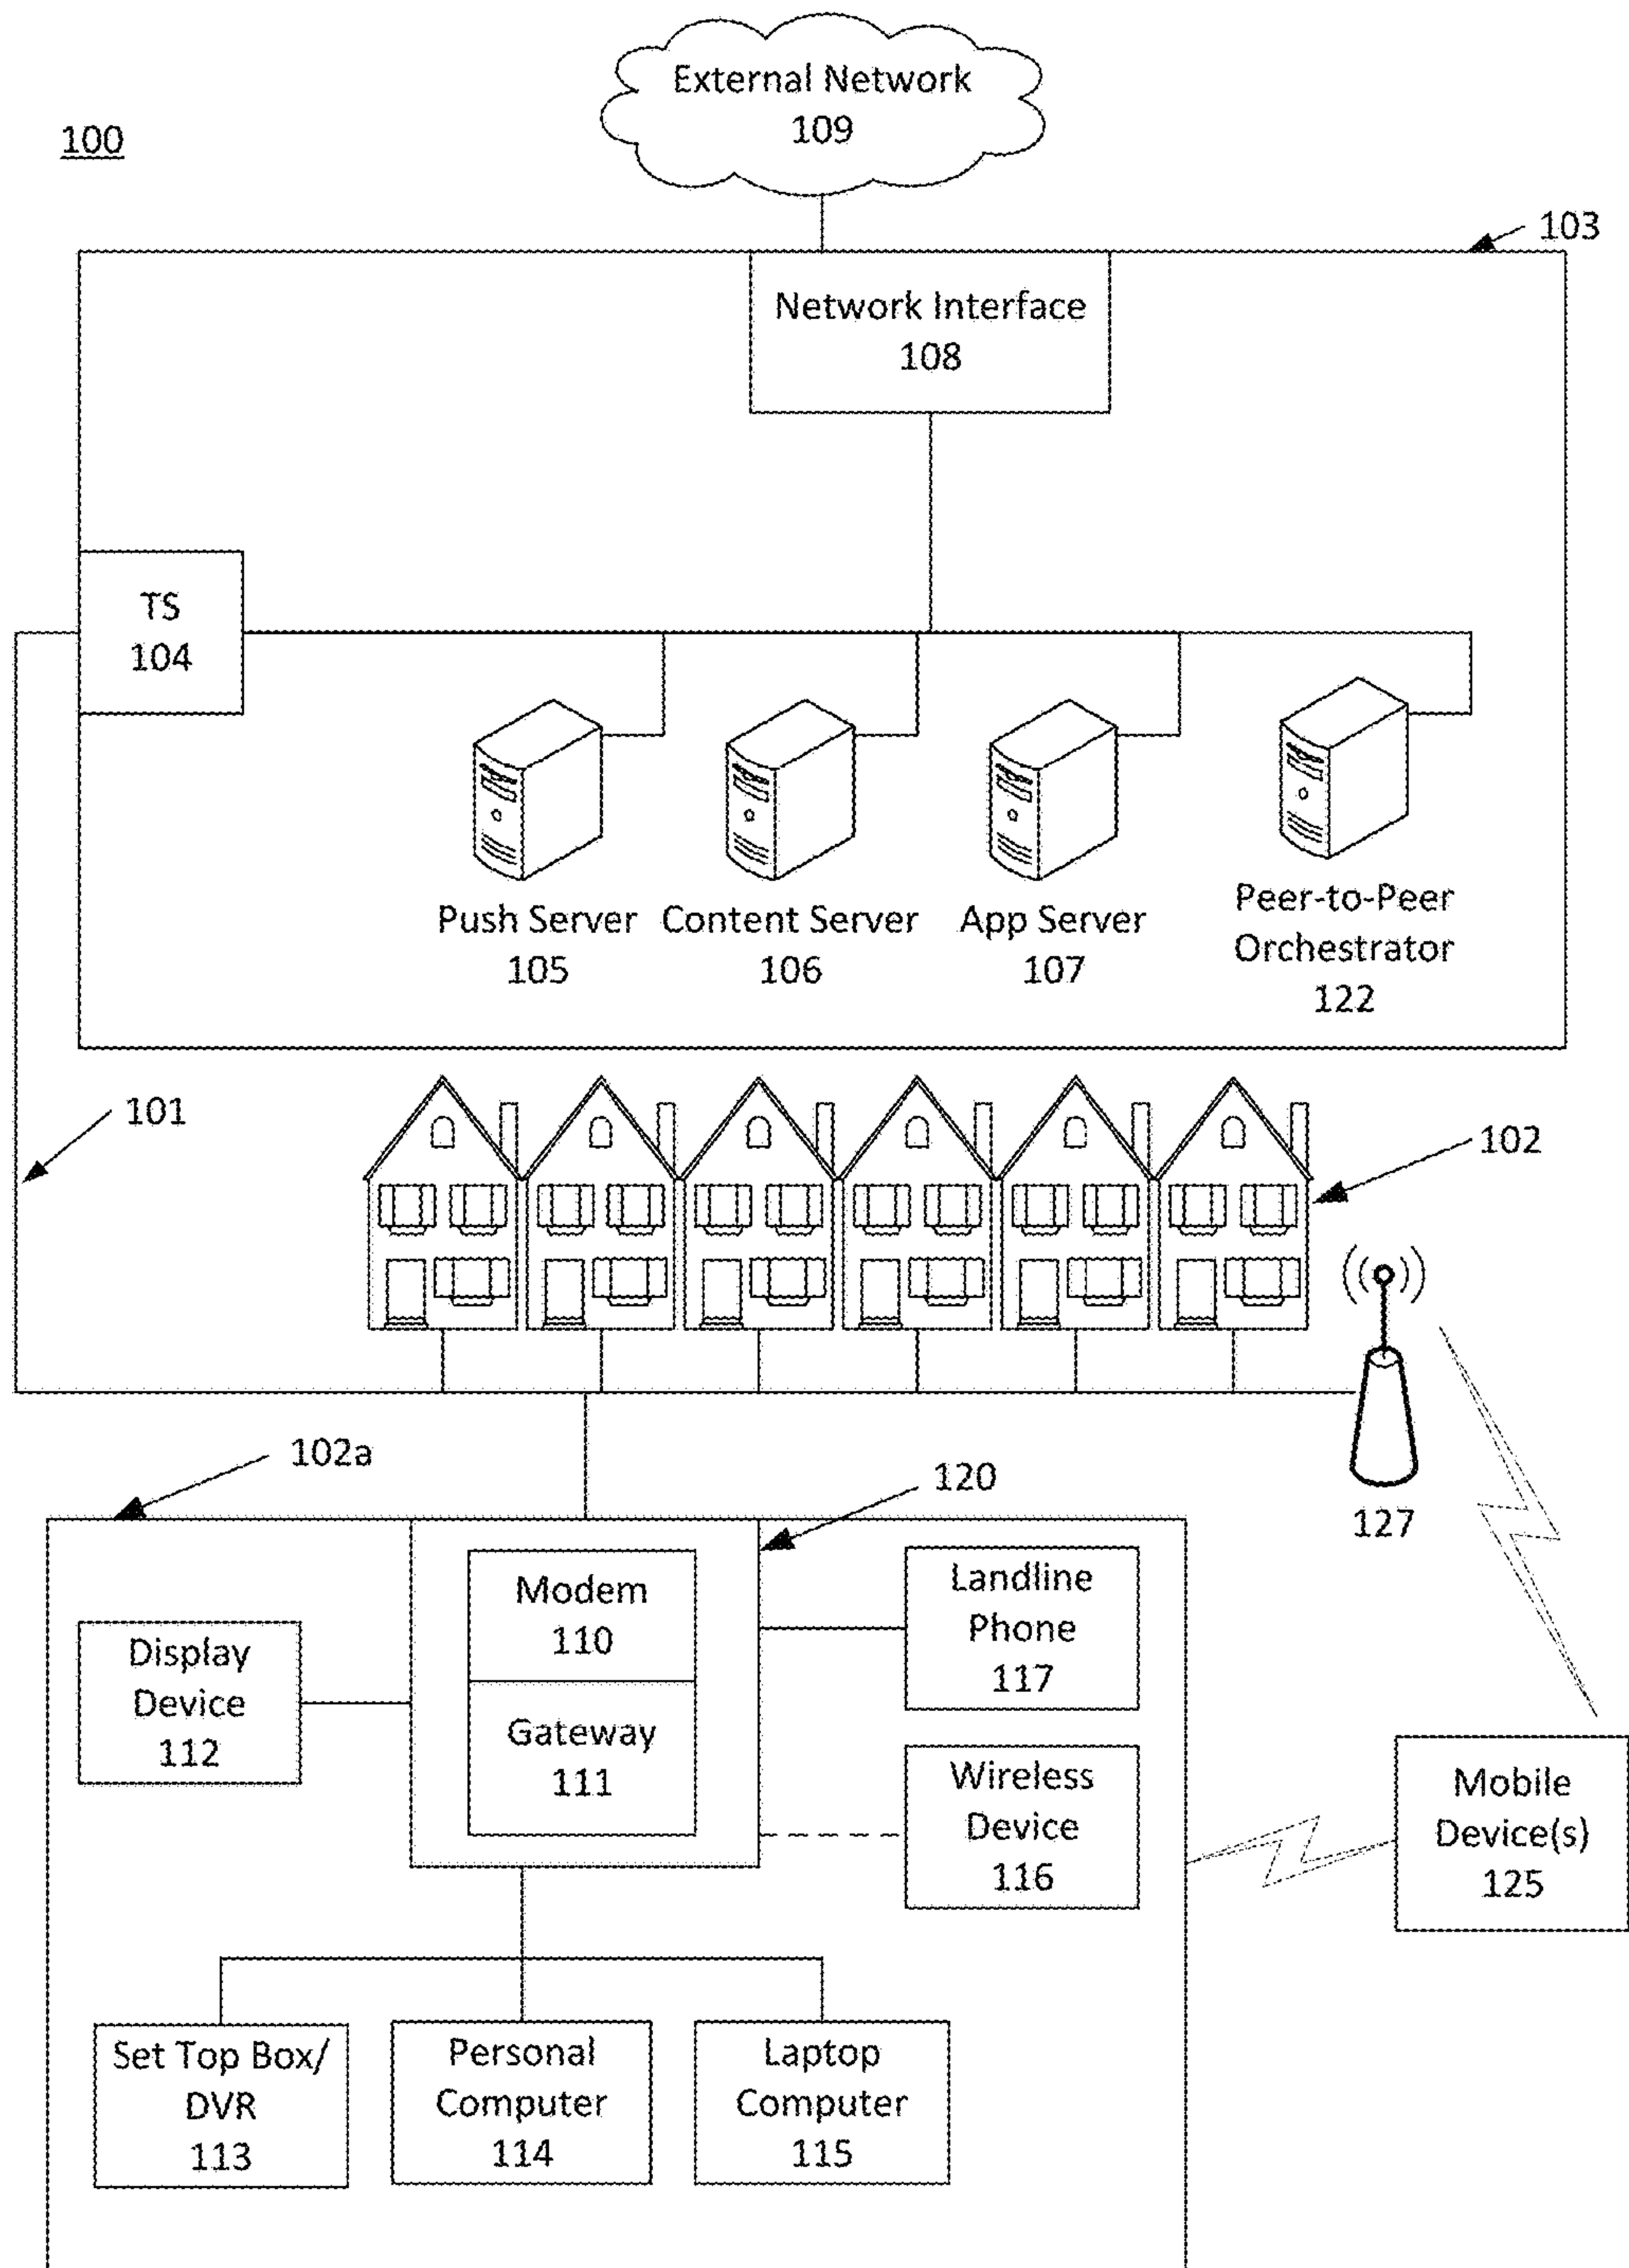 External Network
109
100
103
Network Interface
108
TS
104
Push Server
105
Content Server
106
App Server
107
Peer-to-Peer
Orchestrator
122
101
102
127
102a
120
Modem
110
Gateway
111
Display
Device
112
Landline
Phone
117
Wireless
Device
116
Mobile
Device(s)
125
Set Top Box/
DVR
113
Personal
Computer
114
Laptop
Computer
115